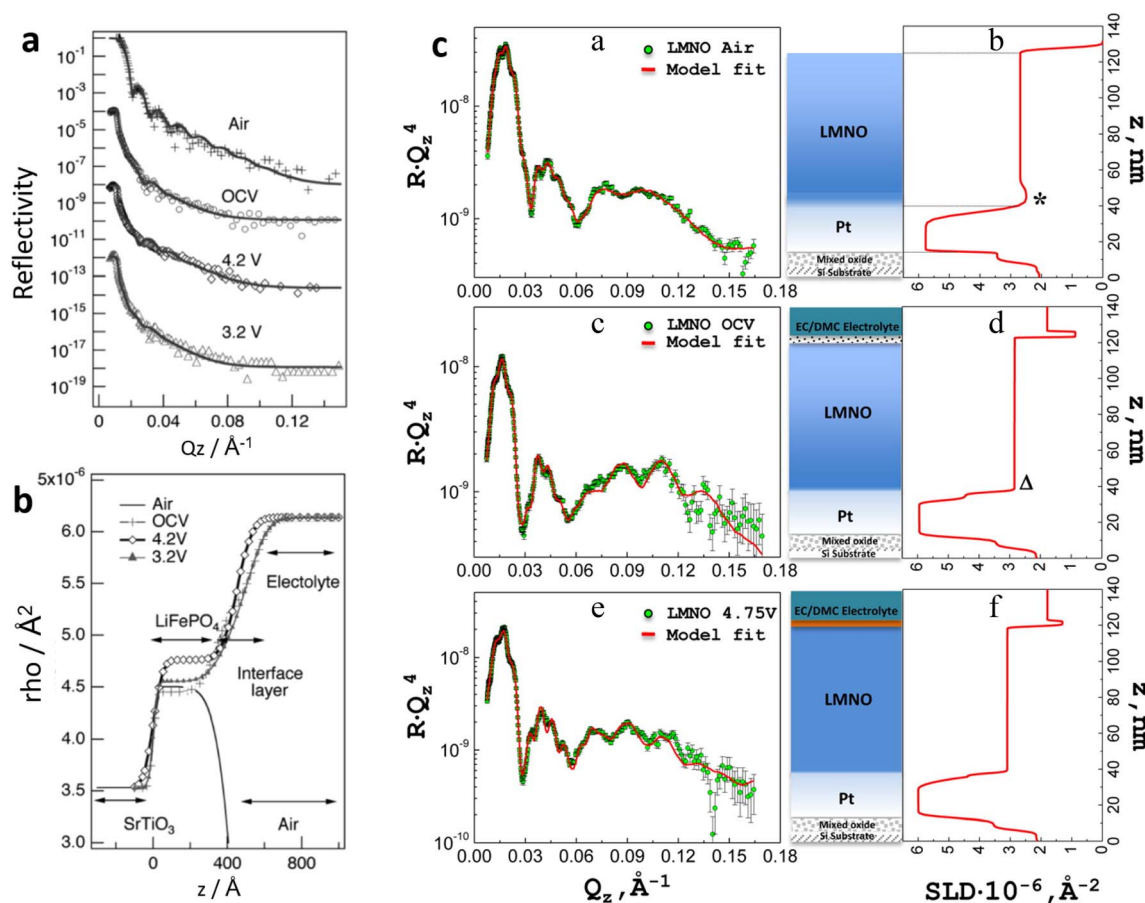 a
Reflectivity
10⁻¹
10⁻³
10⁻⁵
10⁻⁷
10⁻⁹
10⁻¹¹
10⁻¹³
10⁻¹⁵
10⁻¹⁷
10⁻¹⁹
Air
OCV
4.2 V
3.2 V
0 0.04 0.08 0.12
Qz / Å⁻¹
b
rho / Å²
5x10⁻⁶
6.0
5.5
5.0
4.5
3.5
3.0
Air
OCV
4.2V
3.2V
Electolyte
LiFePO₄
Interface
layer
SrTiO₃
Air
0 400 800
z / Å
c
a
LMNO Air
Model fit
R·Q_z⁴
10⁻⁸
10⁻⁹
0.00 0.03 0.06 0.09 0.12 0.15 0.18
LMNO
Pt
Mixed oxide
Si Substrate
b
*
140
120
100
80
60
40
20
0
z, nm
6 5 4 3 2 1 0
c
LMNO OCV
Model fit
R·Q_z⁴
10⁻⁸
10⁻⁹
0.00 0.03 0.06 0.09 0.12 0.15 0.18
EC/DMC Electrolyte
LMNO
Pt
Mixed oxide
Si Substrate
d
Δ
140
120
100
80
60
40
20
0
z, nm
6 5 4 3 2 1 0
e
LMNO 4.75V
Model fit
R·Q_z⁴
10⁻⁸
10⁻⁹
10⁻¹⁰
0.00 0.03 0.06 0.09 0.12 0.15 0.18
Q_z, Å⁻¹
EC/DMC Electrolyte
LMNO
Pt
Mixed oxide
Si Substrate
f
140
120
100
80
60
40
20
0
z, nm
6 5 4 3 2 1 0
SLD·10⁻⁶, Å⁻²